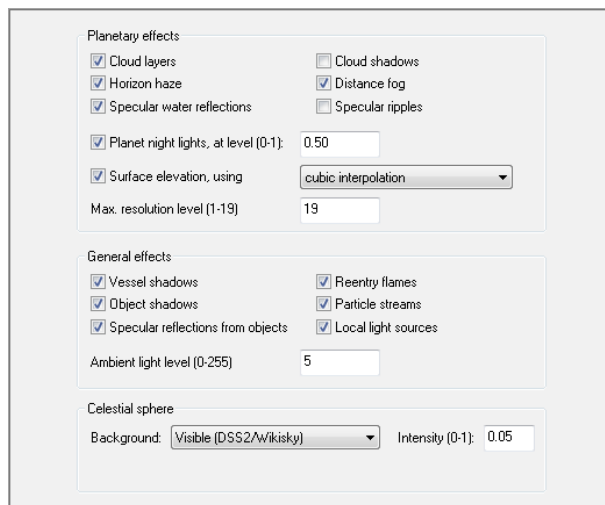 Planetary effects
Cloud layers Cloud shadows
Horizon haze Distance fog
Specular water reflections Specular ripples
Planet night lights, at level (0-1): 0.50
Surface elevation, using cubic interpolation
Max. resolution level (1-19) 19
General effects
Vessel shadows Reentry flames
Object shadows Particle streams
Specular reflections from objects Local light sources
Ambient light level (0-255) 5
Celestial sphere
Background: Visible (DSS2/Wikisky) Intensity (0-1): 0.05